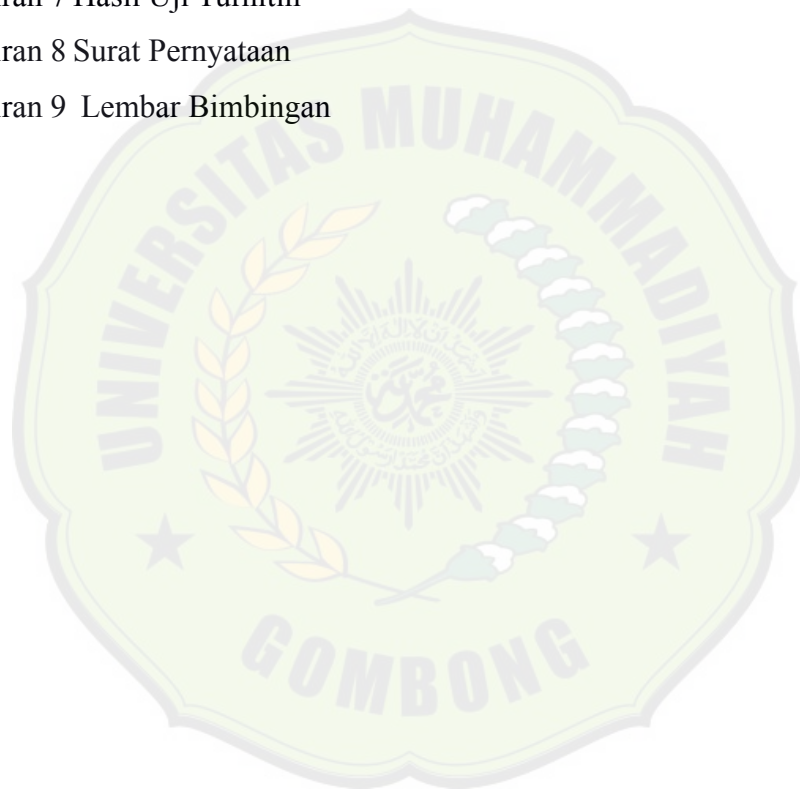 ran 7 Hasil Uji Turnitin
ran 8 Surat Pernyataan
ran 9 Lembar Bimbingan
UNIVERSITAS MUHAMMADIYAH
GOMBONG